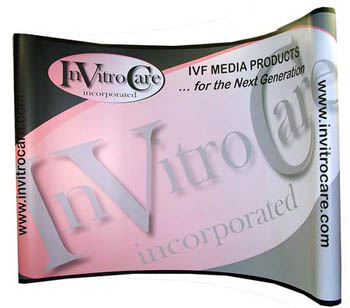 InVitroCare
incorporated
IVF MEDIA PRODUCTS
... for the Next Generation
www.invitrocare.com
InVitroCare
incorporated
www.invitrocare.com